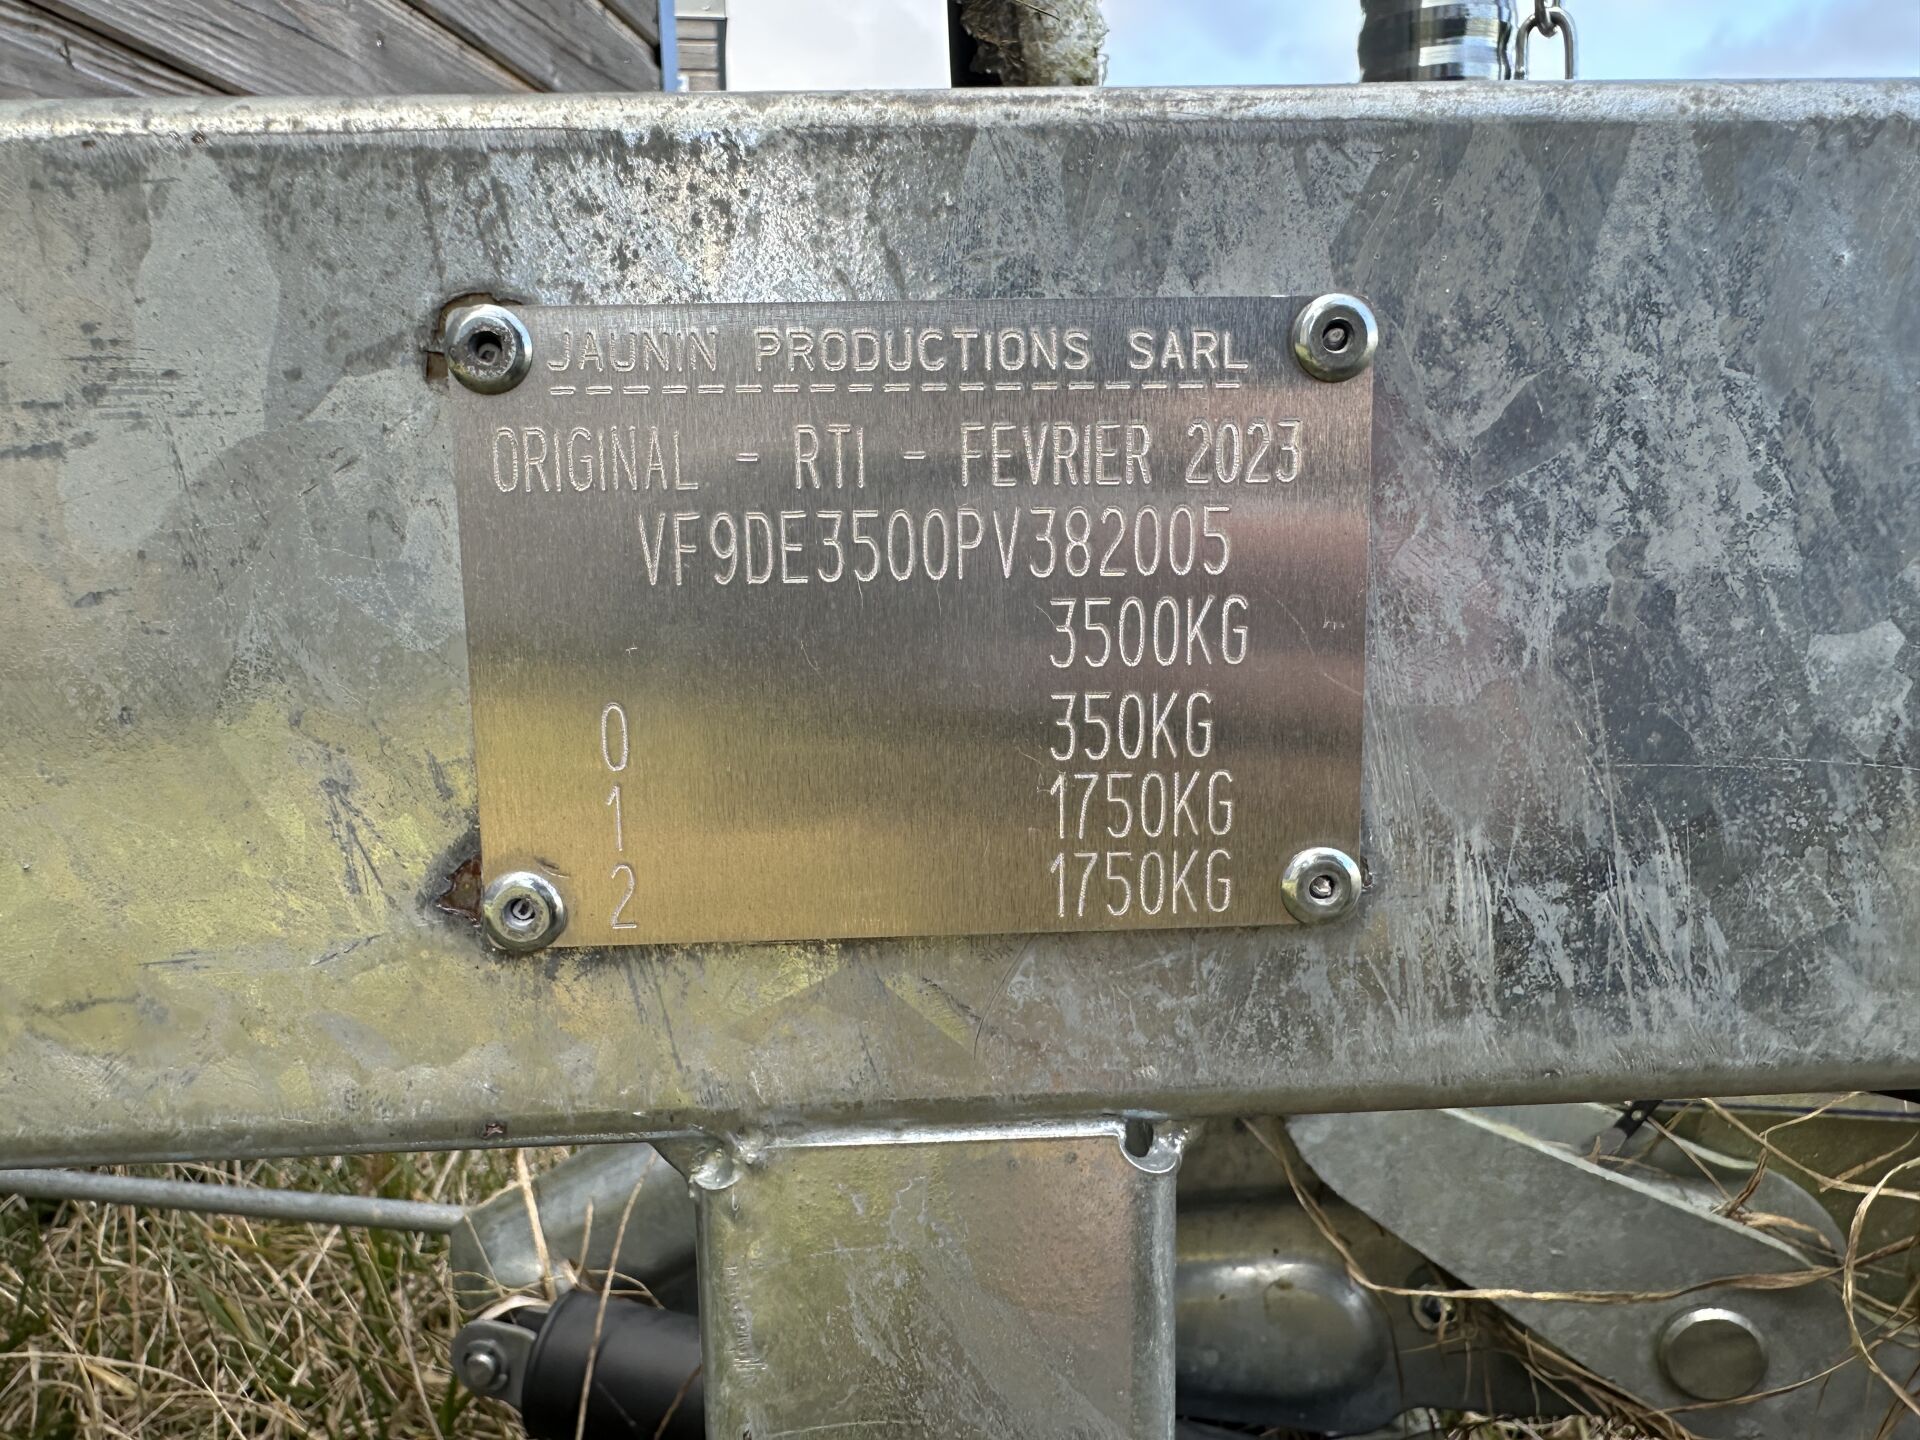 JAUNIN PRODUCTIONS SARL
ORIGINAL - RTI - FEVRIER 2023
VF9DE3500PV382005
3500KG
0 350KG
1 1750KG
2 1750KG